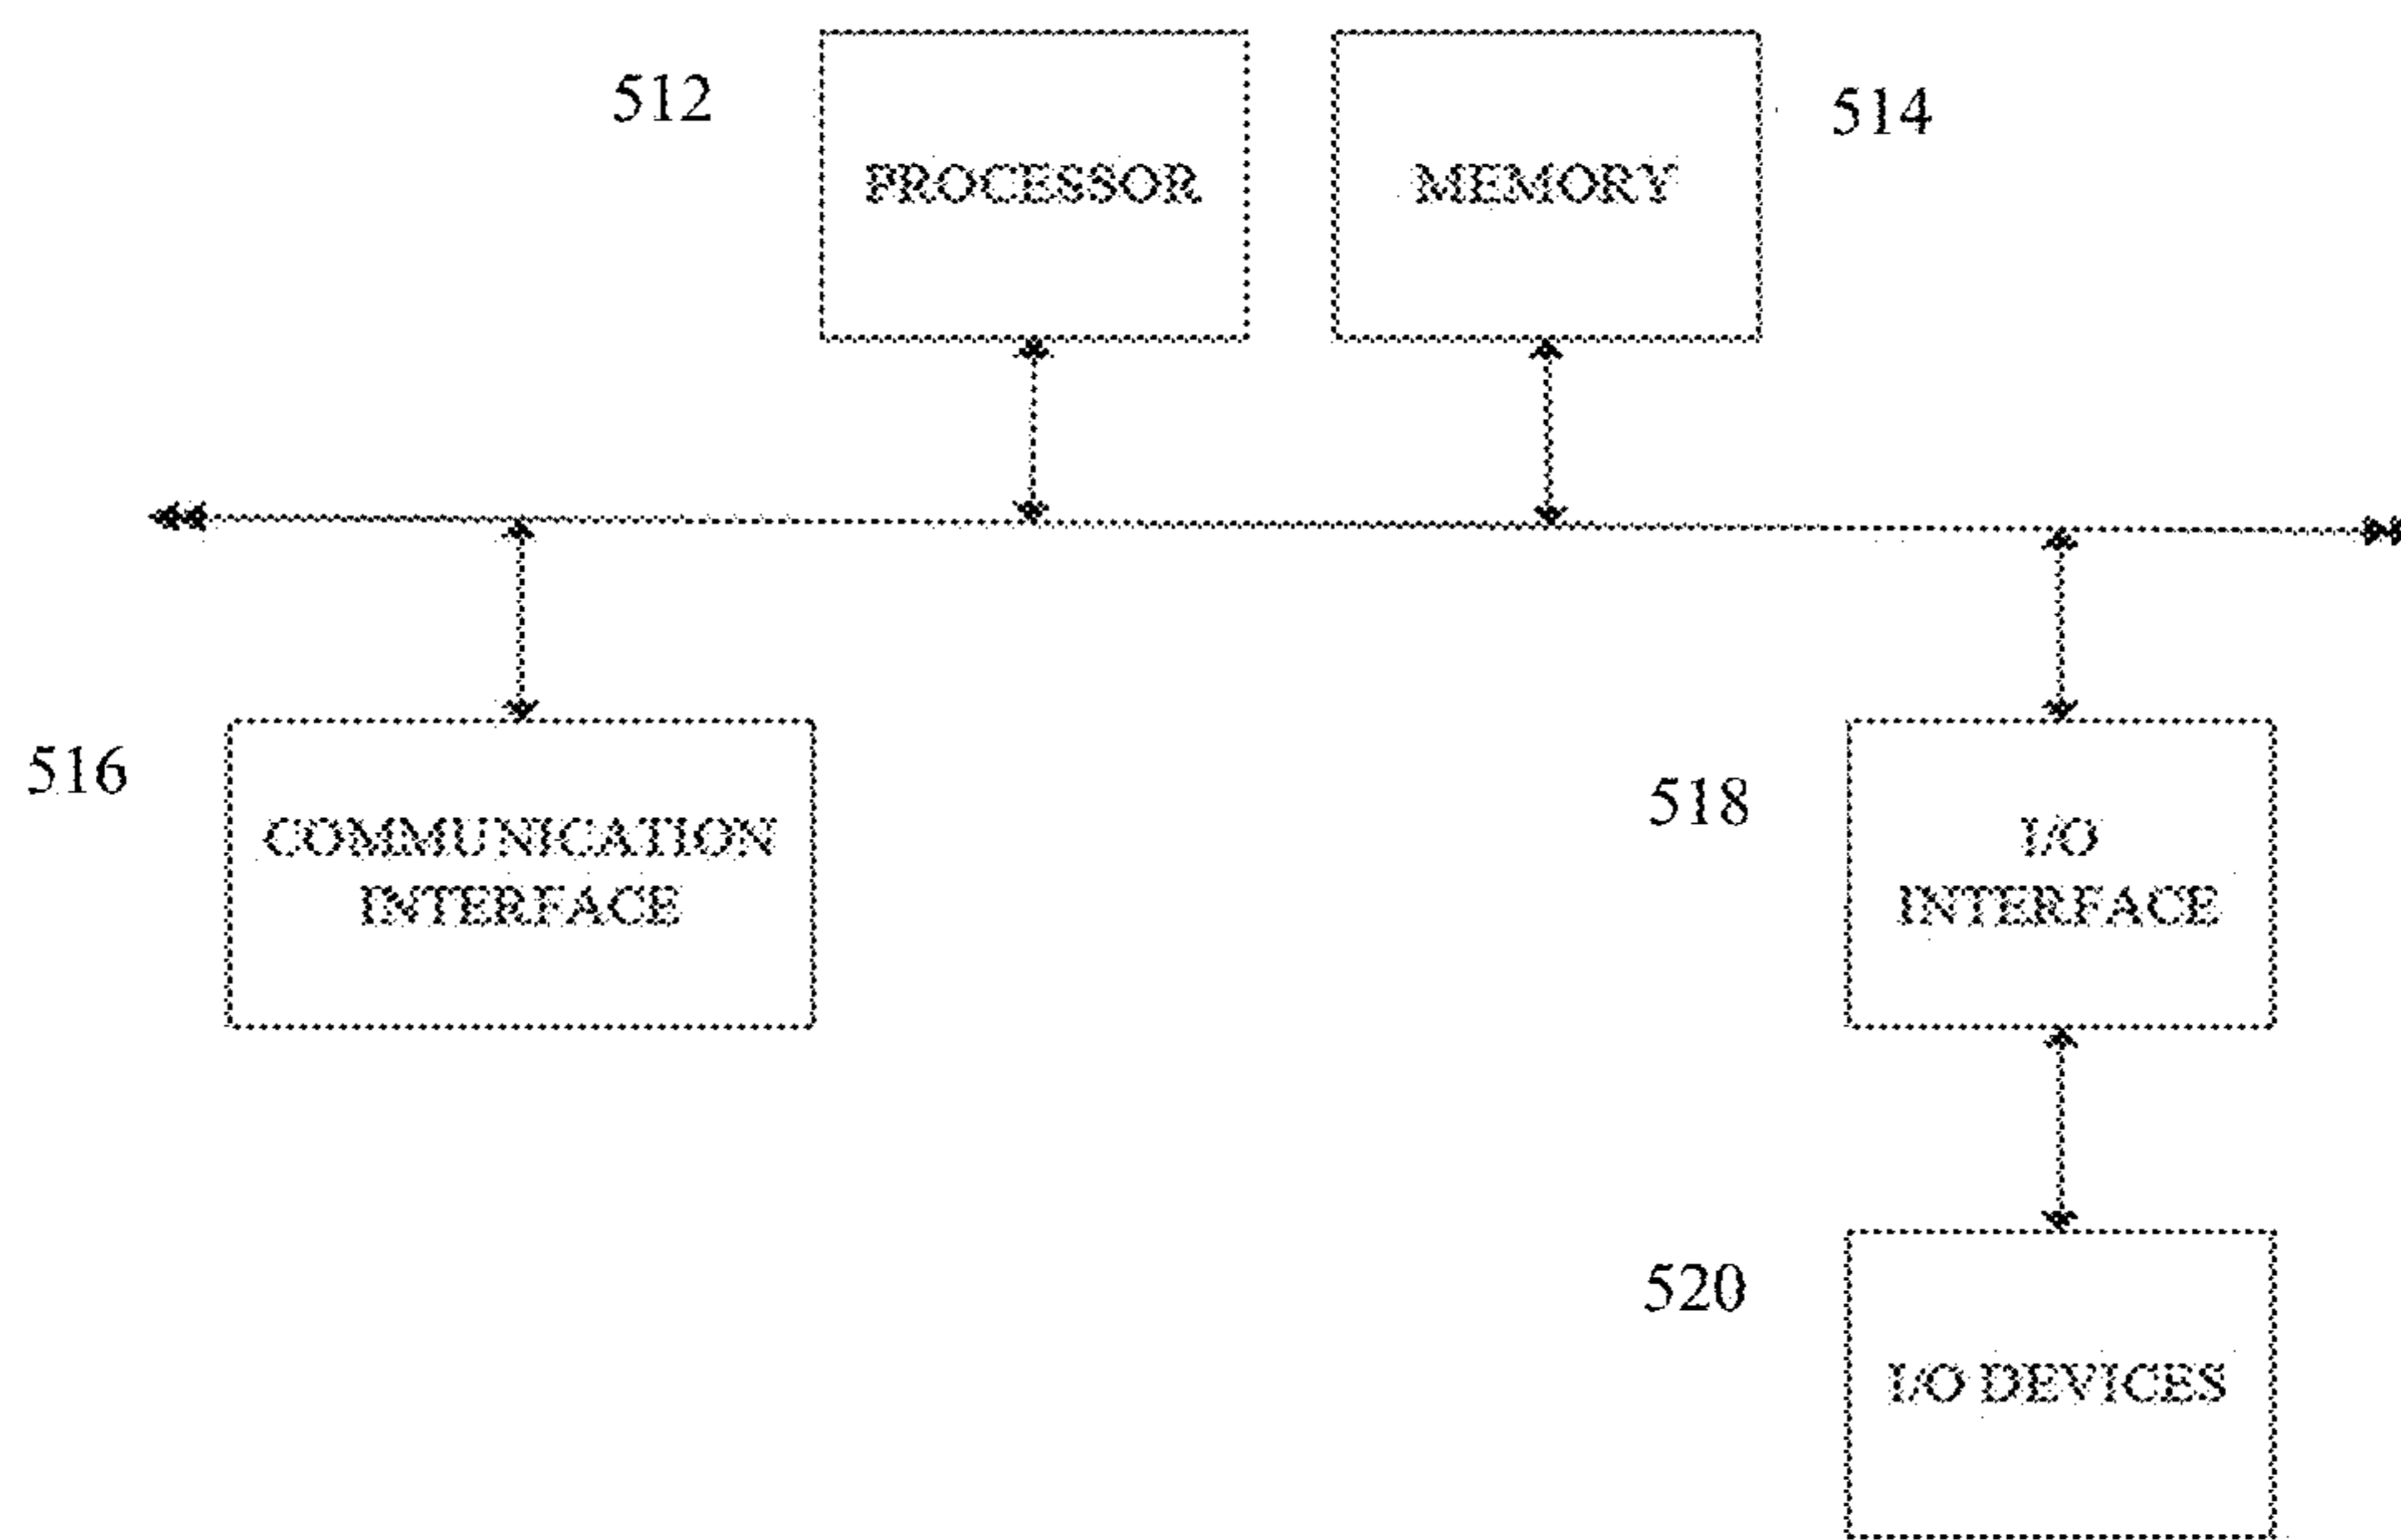 512
PROCESSOR
MEMORY
514
516
COMMUNICATION
INTERFACE
518
I/O
INTERFACE
520
I/O DEVICES